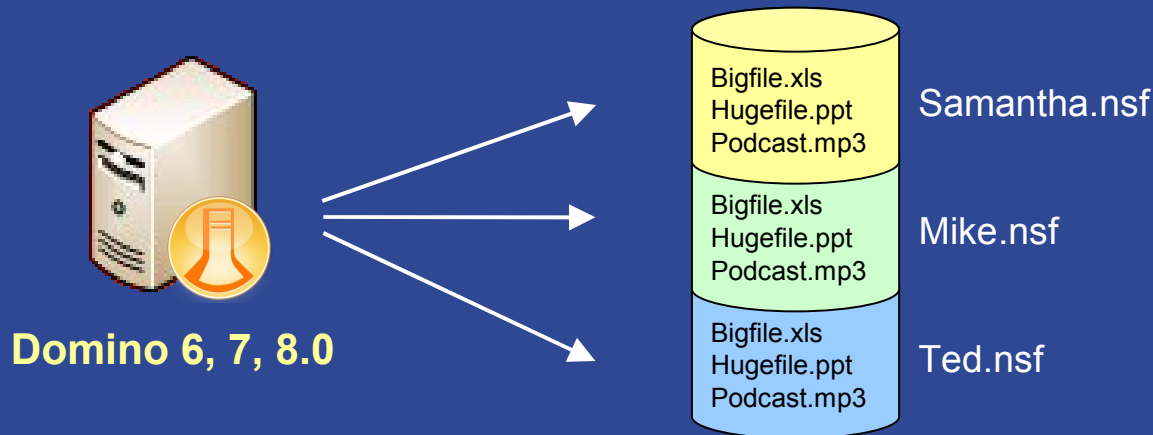 Bigfile.xls
Hugefile.ppt
Podcast.mp3
Samantha.nsf
Bigfile.xls
Hugefile.ppt
Podcast.mp3
Mike.nsf
Domino 6, 7, 8.0
Bigfile.xls
Hugefile.ppt
Podcast.mp3
Ted.nsf